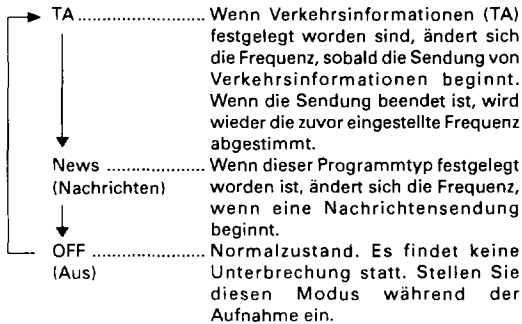 TA ...................... Wenn Verkehrsinformationen (TA)
festgelegt worden sind, ändert sich
die Frequenz, sobald die Sendung von
Verkehrsinformationen beginnt.
Wenn die Sendung beendet ist, wird
wieder die zuvor eingestellte Frequenz
abgestimmt.
News .................. Wenn dieser Programmtyp festgelegt
(Nachrichten) worden ist, ändert sich die Frequenz,
wenn eine Nachrichtensendung
beginnt.
OFF .................... Normalzustand. Es findet keine
(Aus) Unterbrechung statt. Stellen Sie
diesen Modus während der
Aufnahme ein.